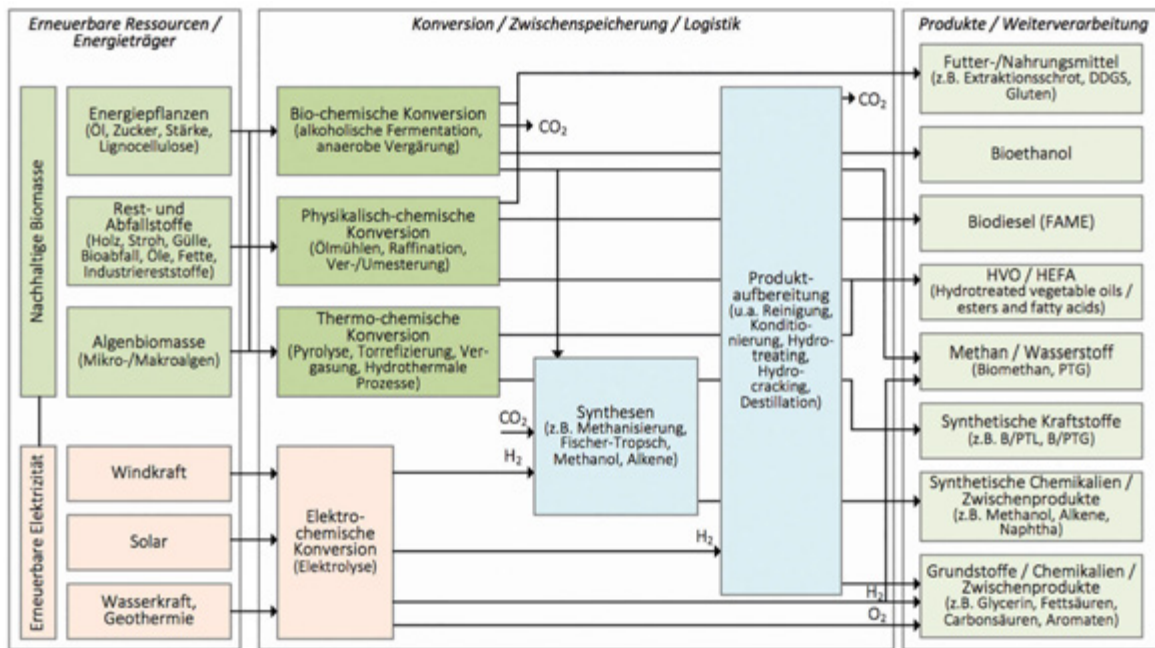 Erneuerbare Ressourcen /
Energieträger
Nachhaltige Biomasse
Energiepflanzen
(Öl, Zucker, Stärke,
Lignocellulose)
Rest- und
Abfallstoffe
(Holz, Stroh, Gülle,
Bioabfall, Öle, Fette,
Industriereststoffe)
Algenbiomasse
(Mikro-/Makroalgen)
Erneuerbare Elektrizität
Windkraft
Solar
Wasserkraft,
Geothermie
Konversion / Zwischenspeicherung / Logistik
Bio-chemische Konversion
(alkoholische Fermentation,
anaerobe Vergärung)
CO2
Physikalisch-chemische
Konversion
(Ölmühlen, Raffination,
Ver-/Umesterung)
Thermo-chemische
Konversion
(Pyrolyse, Torrefizierung, Ver-
gasung, Hydrothermale
Prozesse)
CO2
H2
Synthesen
(z.B. Methanisierung,
Fischer-Tropsch,
Methanol, Alkene)
Elektro-
chemische
Konversion
(Elektrolyse)
H2
Produkt-
aufbereitung
(u.a. Reinigung,
Kondi-
tionierung, Hydro-
treating,
Hydro-
cracking,
Destillation)
CO2
H2
O2
Produkte / Weiterverarbeitung
Futter-/Nahrungsmittel
(z.B. Extraktionsschrot, DDGS,
Gluten)
Bioethanol
Biodiesel (FAME)
HVO / HEFA
(Hydrotreated vegetable oils /
esters and fatty acids)
Methan / Wasserstoff
(Biomethan, PTG)
Synthetische Kraftstoffe
(z.B. B/PTL, B/PTG)
Synthetische Chemikalien /
Zwischenprodukte
(z.B. Methanol, Alkene,
Naphtha)
Grundstoffe / Chemikalien /
Zwischenprodukte
(z.B. Glycerin, Fettsäuren,
Carbonsäuren, Aromaten)